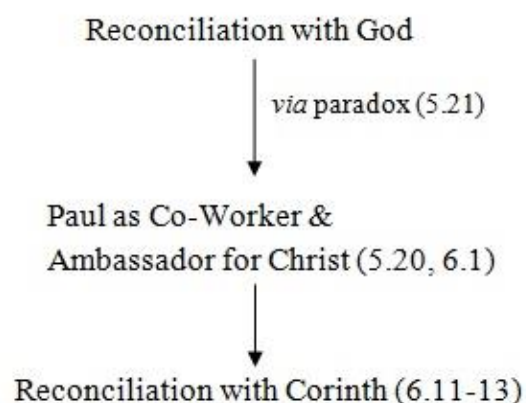 Reconciliation with God
via paradox (5.21)
Paul as Co-Worker &
Ambassador for Christ (5.20, 6.1)
Reconciliation with Corinth (6.11-13)